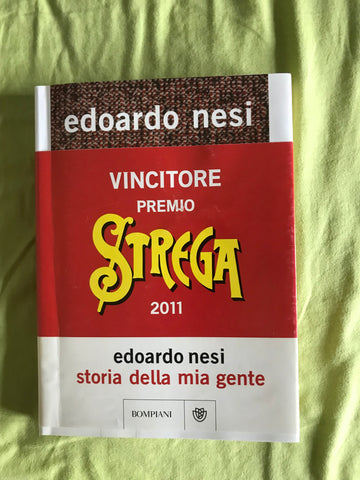 edoardo nesi
VINCITORE
PREMIO
STREGA
2011
edoardo nesi
storia della mia gente
BOMPIANI